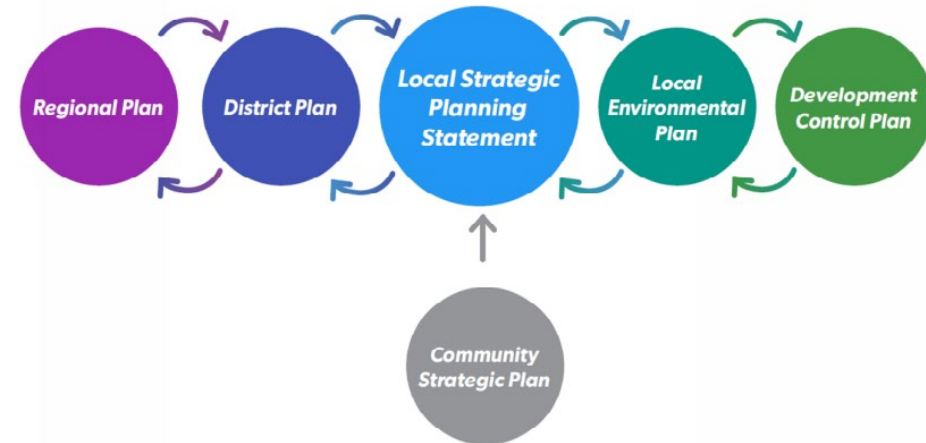 Regional Plan
District Plan
Local Strategic
Planning
Statement
Local
Environmental
Plan
Development
Control Plan
Community
Strategic Plan